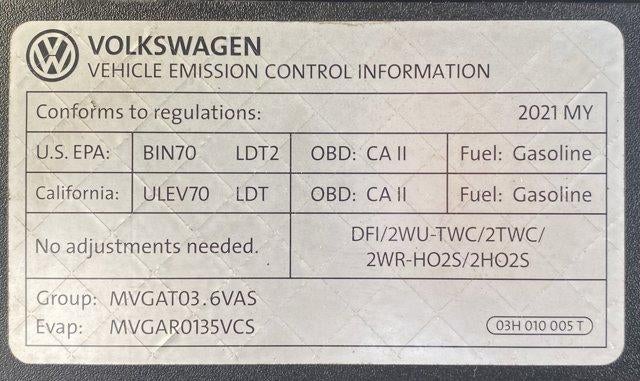 VOLKSWAGEN
VEHICLE EMISSION CONTROL INFORMATION
Conforms to regulations: 2021 MY
U.S. EPA: BIN70 LDT2 OBD: CA II Fuel: Gasoline
California: ULEV70 LDT OBD: CA II Fuel: Gasoline
No adjustments needed.
DFI/2WU-TWC/2TWC/
2WR-HO2S/2HO2S
Group: MVGAT03.6VAS
Evap: MVGAR0135VCS
03H 010 005 T